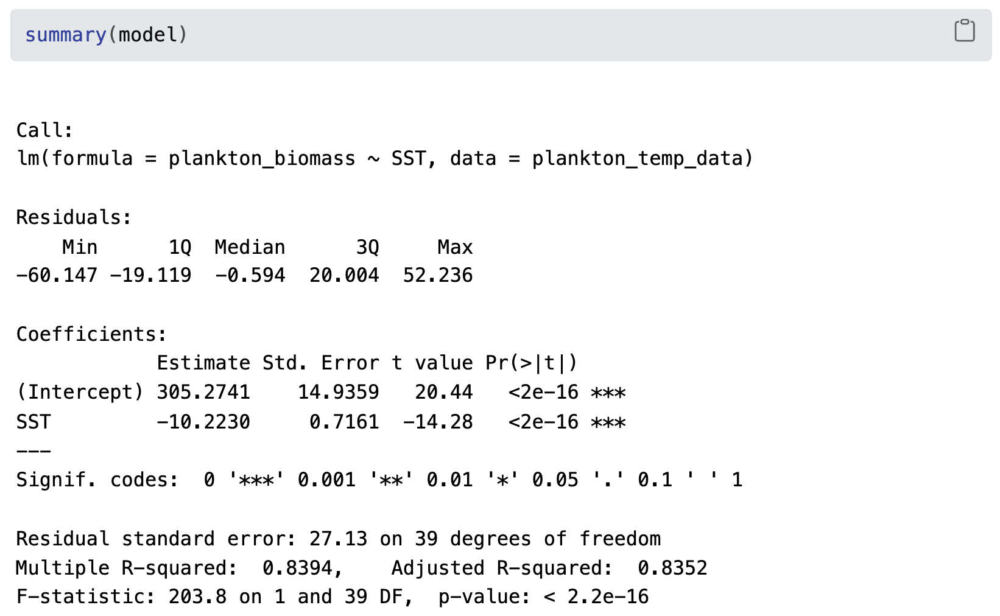 summary(model)
Call:
lm(formula = plankton_biomass ~ SST, data = plankton_temp_data)
Residuals:
    Min      1Q  Median      3Q     Max
-60.147 -19.119  -0.594  20.004  52.236
Coefficients:
            Estimate Std. Error t value Pr(>|t|)
(Intercept) 305.2741    14.9359   20.44   <2e-16 ***
SST         -10.2230     0.7161  -14.28   <2e-16 ***
---
Signif. codes:  0 '***' 0.001 '**' 0.01 '*' 0.05 '.' 0.1 ' ' 1
Residual standard error: 27.13 on 39 degrees of freedom
Multiple R-squared:  0.8394,    Adjusted R-squared:  0.8352
F-statistic: 203.8 on 1 and 39 DF,  p-value: < 2.2e-16